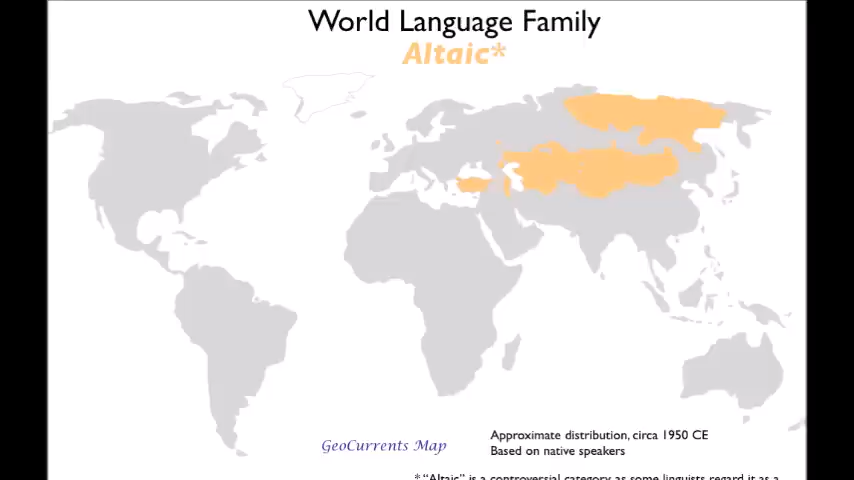 World Language Family
Altaic*
GeoCurrents Map
Approximate distribution, circa 1950 CE
Based on native speakers
* "Altaic" is a controversial category as some linguists regard it as a